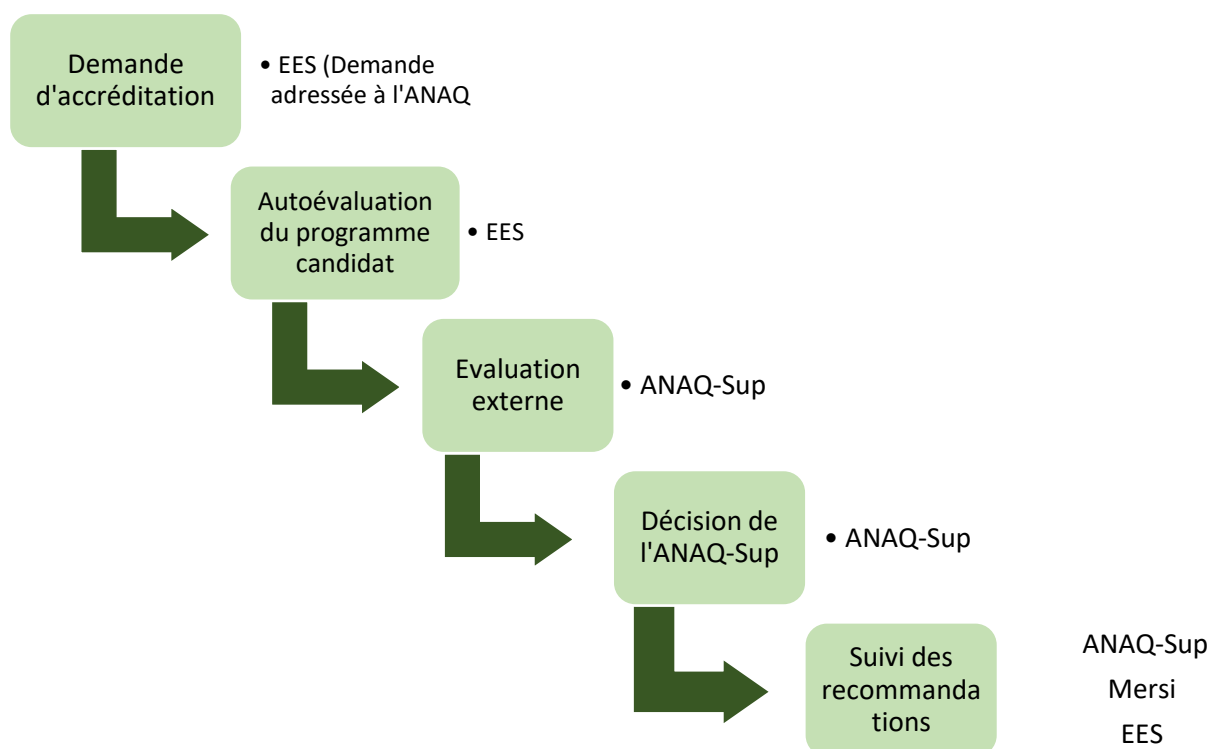 Demande
d'accréditation
• EES (Demande
adressée à l'ANAQ
Autoévaluation
du programme
candidat
• EES
Evaluation
externe
• ANAQ-Sup
Décision de
l'ANAQ-Sup
• ANAQ-Sup
Suivi des
recommanda
tions
ANAQ-Sup
Mersi
EES